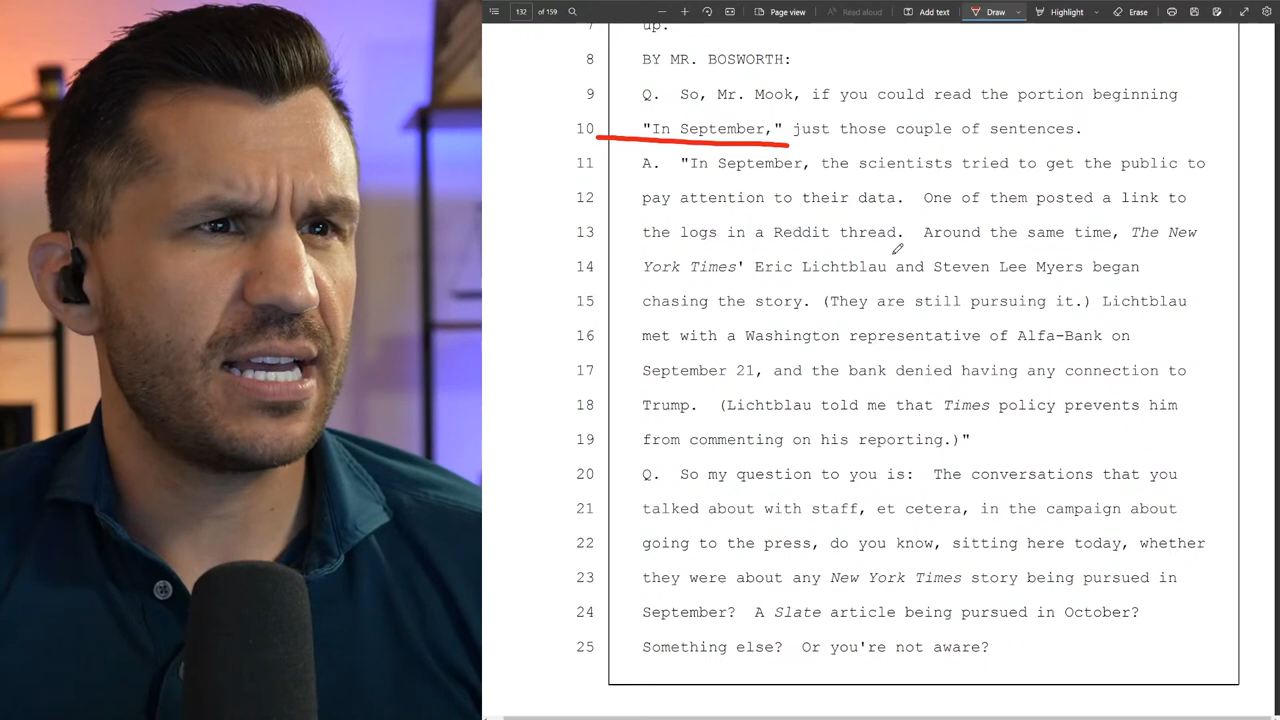 132 of 159 Page view Read aloud Add text Draw Highlight Erase
7 up.
8 BY MR. BOSWORTH:
9 Q. So, Mr. Mook, if you could read the portion beginning
10 "In September," just those couple of sentences.
11 A. "In September, the scientists tried to get the public to
12 pay attention to their data. One of them posted a link to
13 the logs in a Reddit thread. Around the same time, The New
14 York Times' Eric Lichtblau and Steven Lee Myers began
15 chasing the story. (They are still pursuing it.) Lichtblau
16 met with a Washington representative of Alfa-Bank on
17 September 21, and the bank denied having any connection to
18 Trump. (Lichtblau told me that Times policy prevents him
19 from commenting on his reporting.)"
20 Q. So my question to you is: The conversations that you
21 talked about with staff, et cetera, in the campaign about
22 going to the press, do you know, sitting here today, whether
23 they were about any New York Times story being pursued in
24 September? A Slate article being pursued in October?
25 Something else? Or you're not aware?